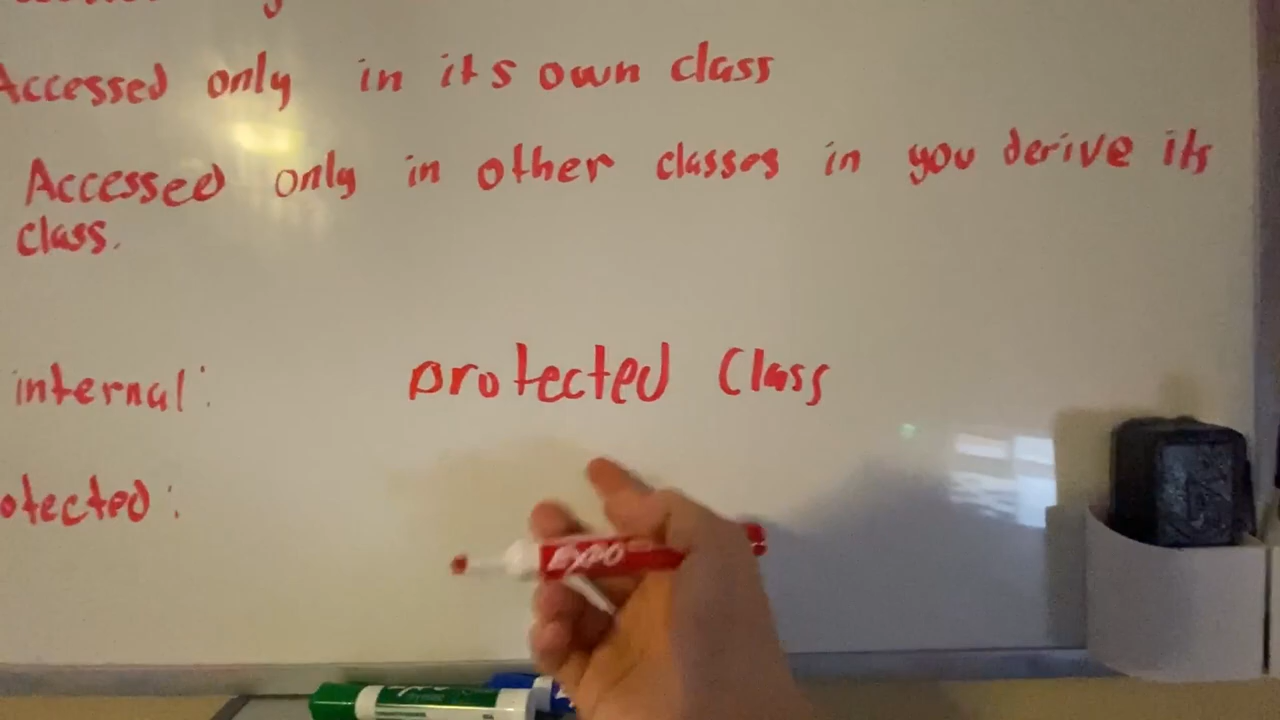 Accessed only in its own class
Accessed only in other classes in you derive its
class.
internal:
protected Class
otected:
EXPO